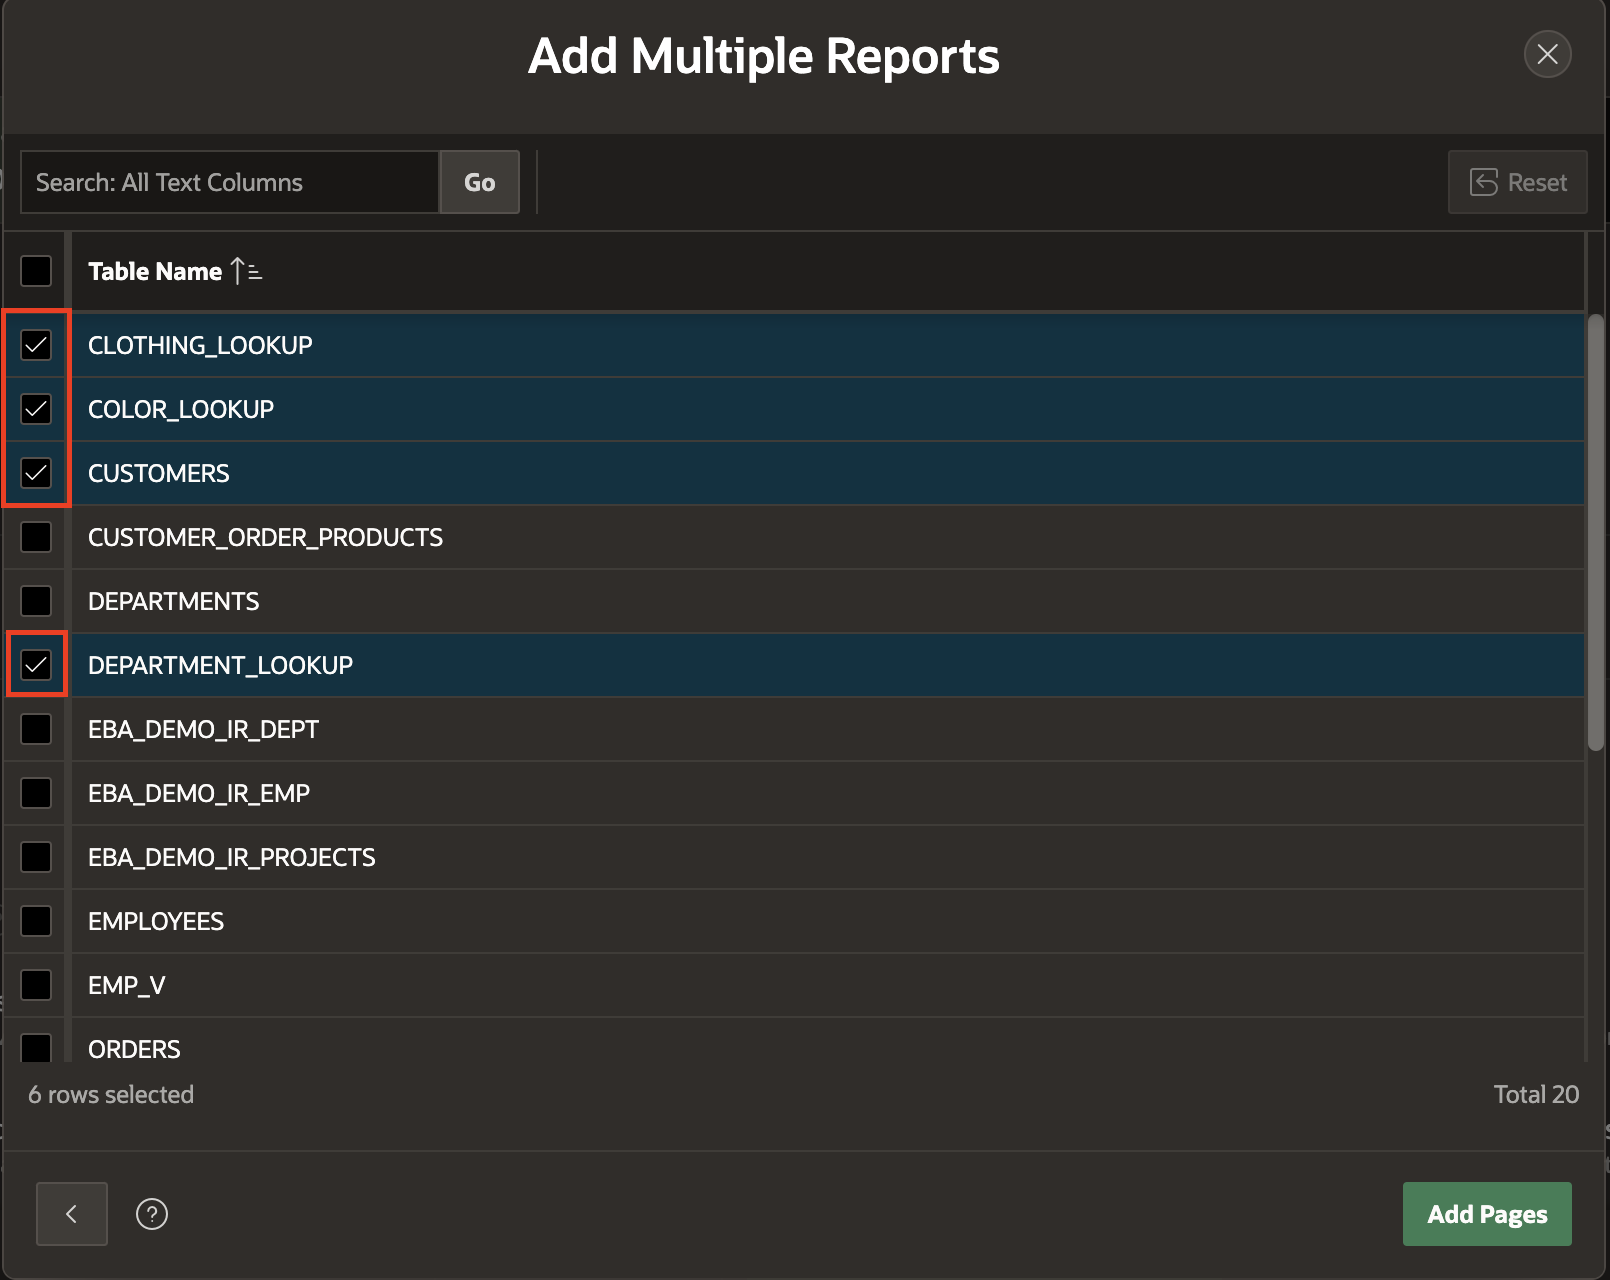 Add Multiple Reports
Search: All Text Columns
Go
Reset
Table Name
CLOTHING_LOOKUP
COLOR_LOOKUP
CUSTOMERS
CUSTOMER_ORDER_PRODUCTS
DEPARTMENTS
DEPARTMENT_LOOKUP
EBA_DEMO_IR_DEPT
EBA_DEMO_IR_EMP
EBA_DEMO_IR_PROJECTS
EMPLOYEES
EMP_V
ORDERS
6 rows selected
Total 20
?
Add Pages